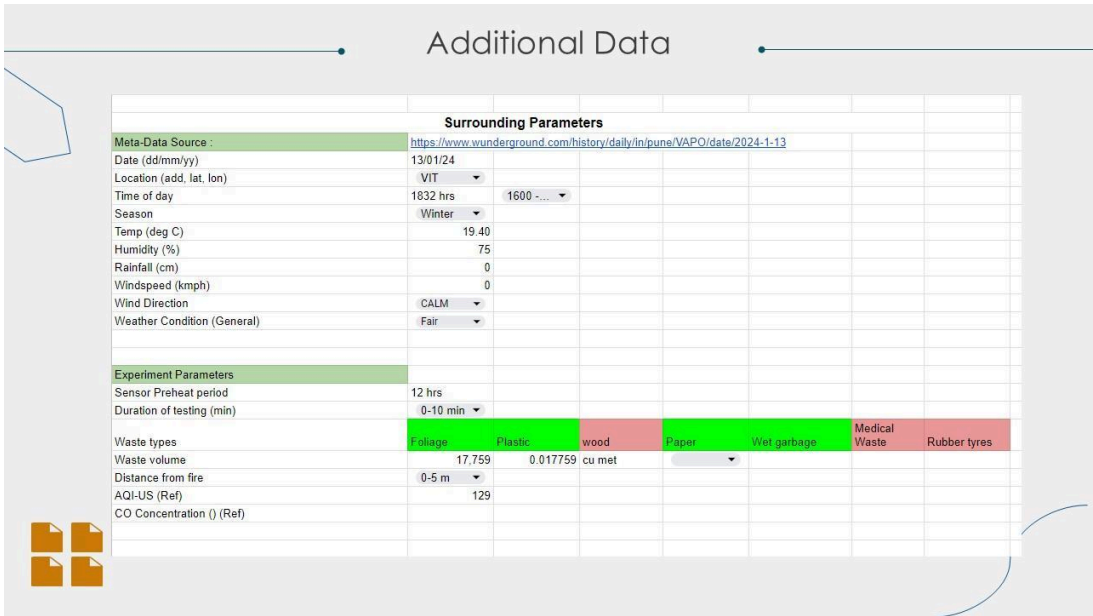 Additional Data
Surrounding Parameters
Meta-Data Source : https://www.wunderground.com/history/daily/in/pune/VAPO/date/2024-1-13
Date (dd/mm/yy) 13/01/24
Location (add, lat, lon) VIT
Time of day 1832 hrs 1600 -...
Season Winter
Temp (deg C) 19.40
Humidity (%) 75
Rainfall (cm) 0
Windspeed (kmph) 0
Wind Direction CALM
Weather Condition (General) Fair
Experiment Parameters
Sensor Preheat period 12 hrs
Duration of testing (min) 0-10 min
Waste types Foliage Plastic wood Paper Wet garbage Medical Waste Rubber tyres
Waste volume 17,759 0.017759 cu met
Distance from fire 0-5 m
AQI-US (Ref) 129
CO Concentration () (Ref)